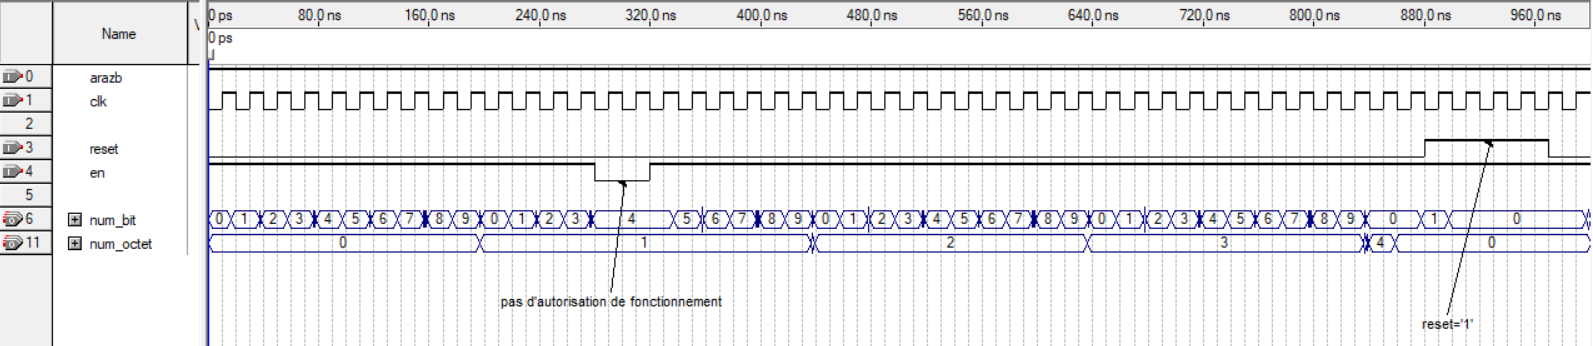 0 ps 80.0 ns 160.0 ns 240.0 ns 320.0 ns 400.0 ns 480.0 ns 560.0 ns 640.0 ns 720.0 ns 800.0 ns 880.0 ns 960.0 ns
Name
0 ps
0 arazb
1 clk
2
3 reset
4 en
5
6 num_bit 0 1 2 3 4 5 6 7 8 9 0 1 2 3 4 5 6 7 8 9 0 1 2 3 4 5 6 7 8 9 0 1 2 3 4 5 6 7 8 9 0 1 0
11 num_octet 0 1 2 3 4 0
pas d'autorisation de fonctionnement
reset='1'